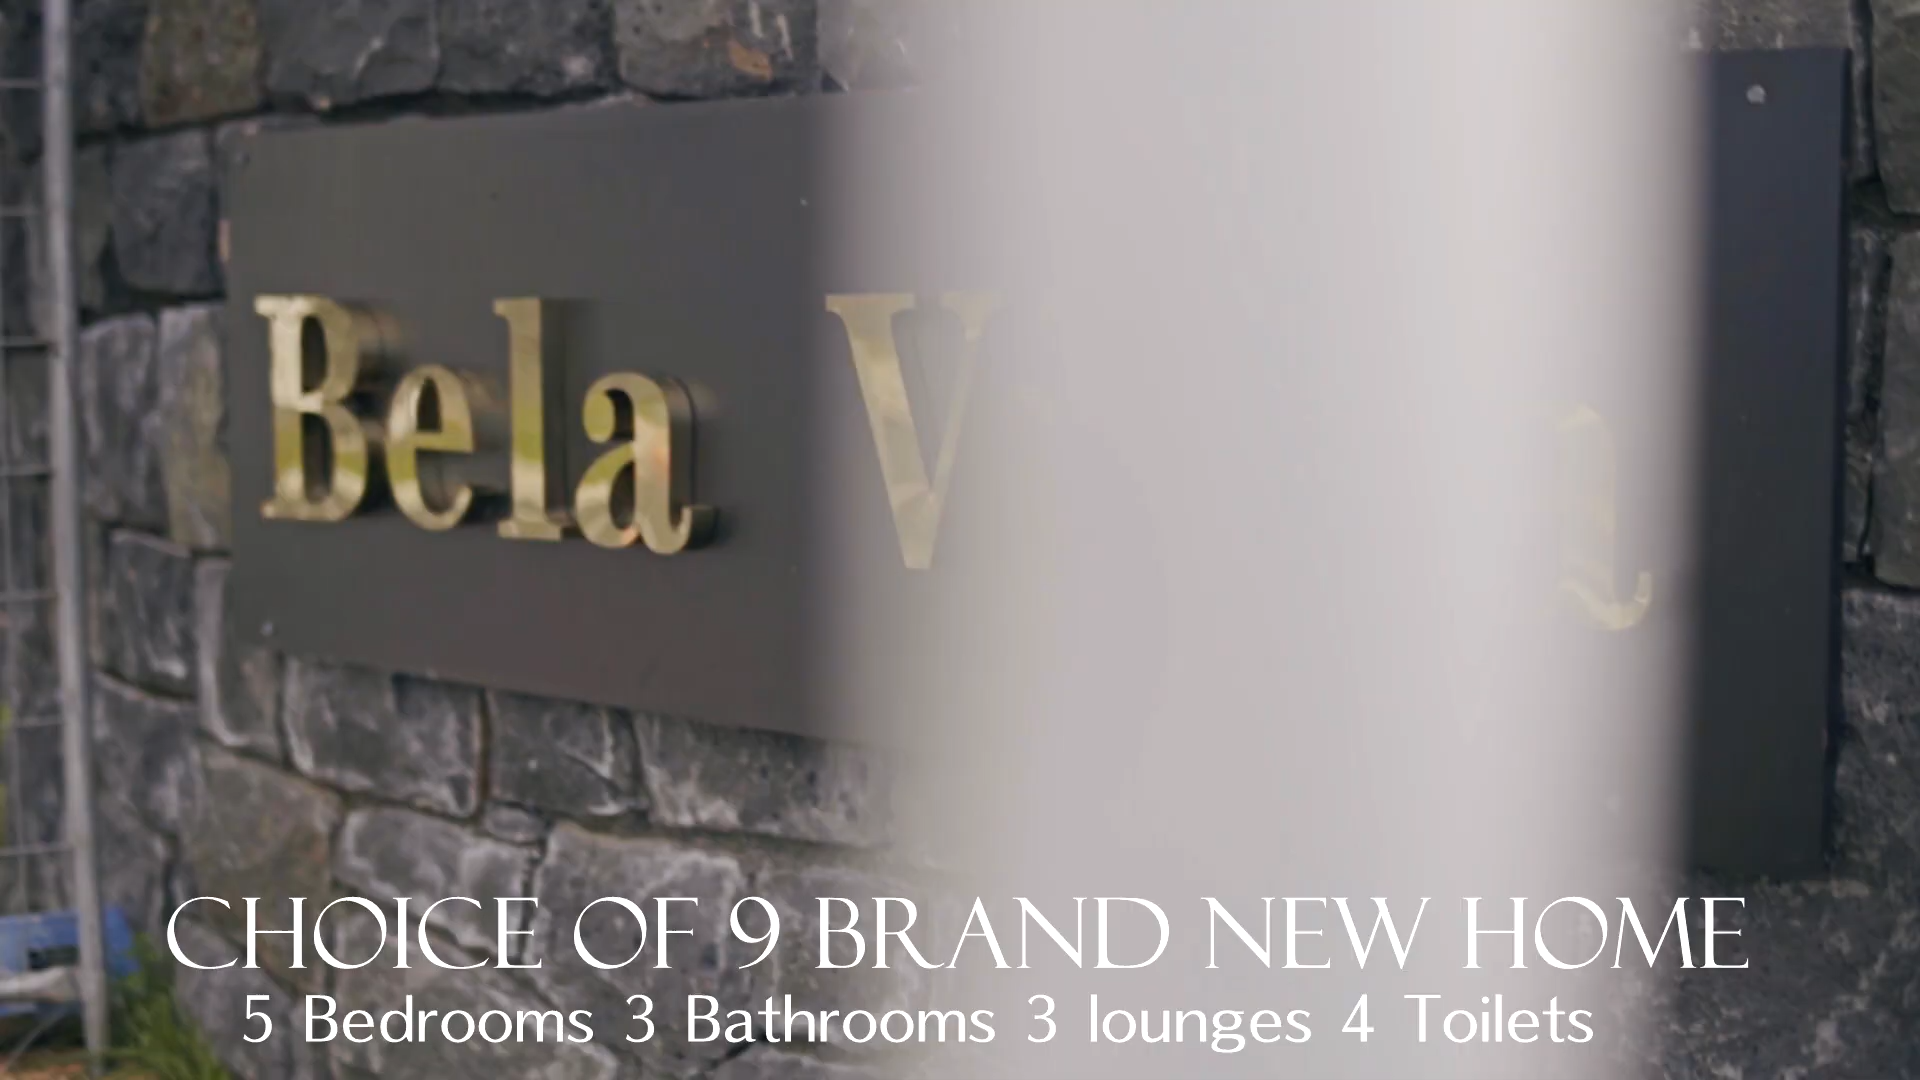 Bela
CHOICE OF 9 BRAND NEW HOME
5 Bedrooms 3 Bathrooms 3 lounges 4 Toilets